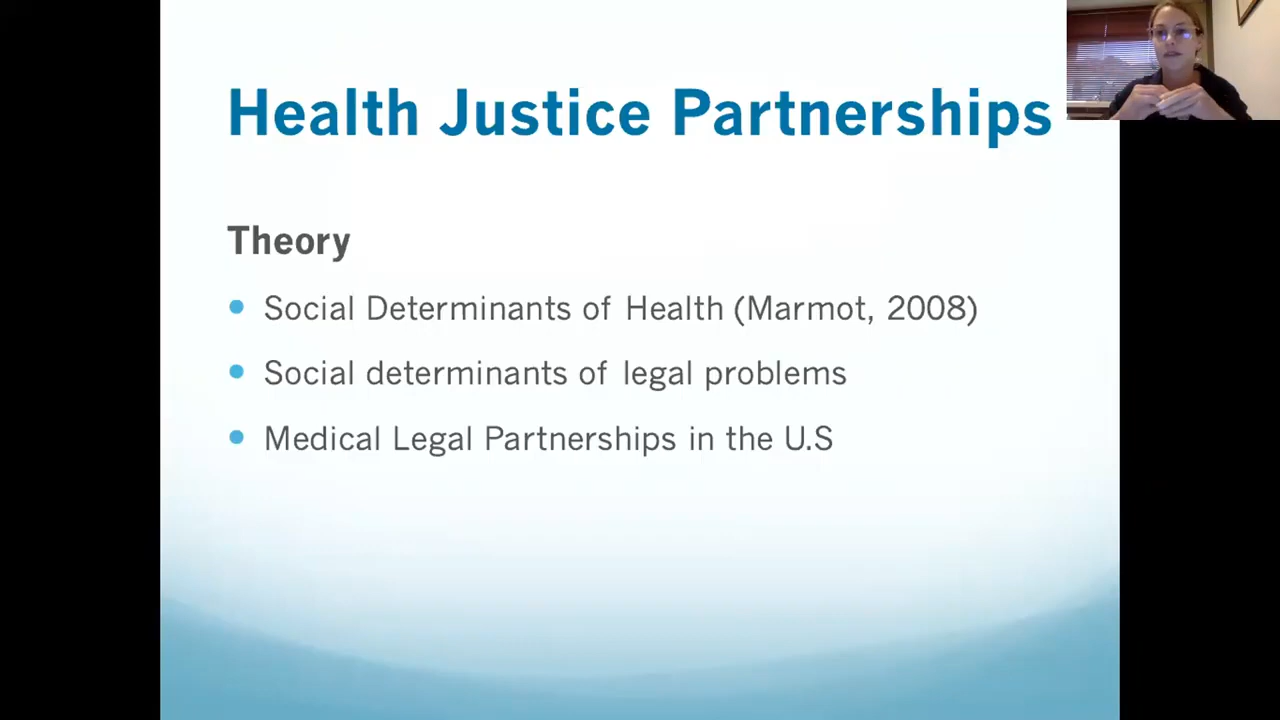 Health Justice Partnerships
Theory
• Social Determinants of Health (Marmot, 2008)
• Social determinants of legal problems
• Medical Legal Partnerships in the U.S